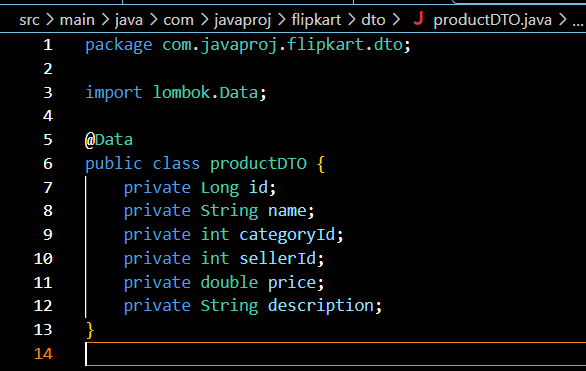 src > main > java > com > javaproj > flipkart > dto > J productDTO.java > ...
1 package com.javaproj.flipkart.dto;
2
3 import lombok.Data;
4
5 @Data
6 public class productDTO {
7 private Long id;
8 private String name;
9 private int categoryId;
10 private int sellerId;
11 private double price;
12 private String description;
13 }
14